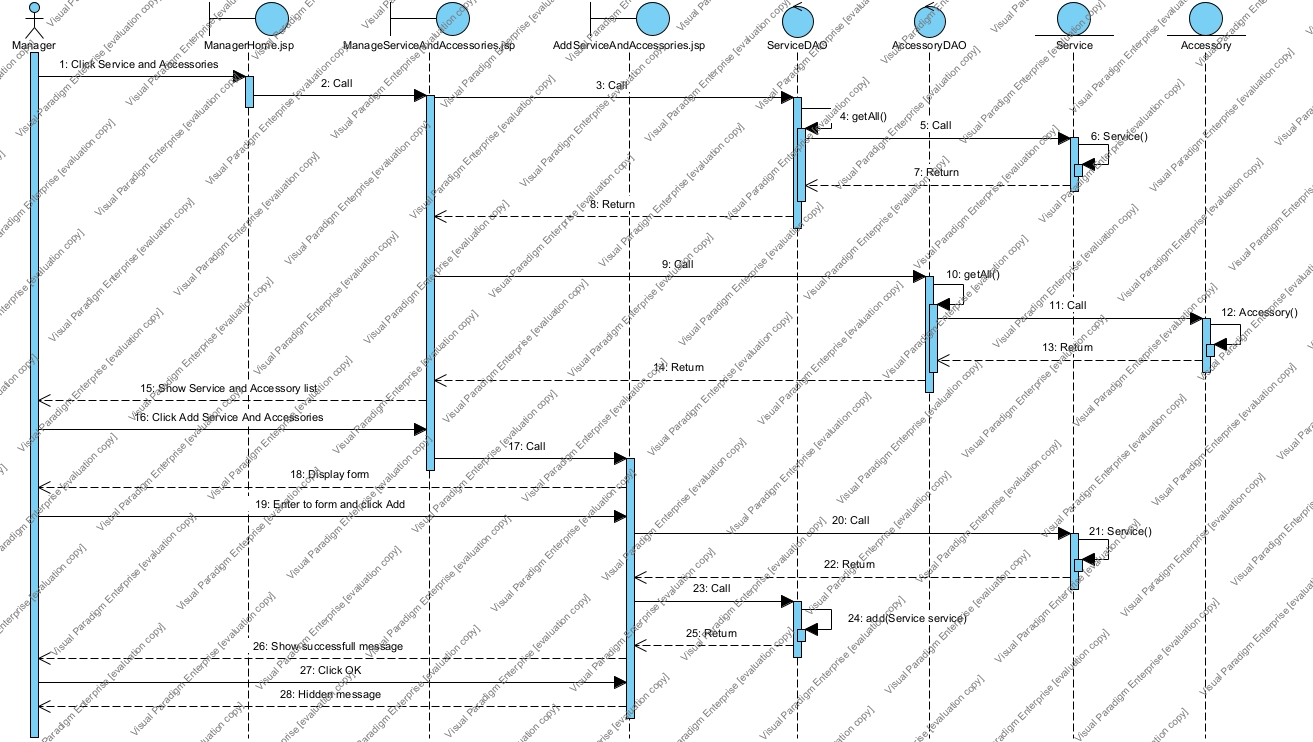 Manager
ManagerHome.jsp
ManageServiceAndAccessories.jsp
AddServiceAndAccessories.jsp
ServiceDAO
AccessoryDAO
Service
Accessory
1: Click Service and Accessories
2: Call
3: Call
4: getAll()
5: Call
6: Service()
7: Return
8: Return
9: Call
10: getAll()
11: Call
12: Accessory()
13: Return
14: Return
15: Show Service and Accessory list
16: Click Add Service And Accessories
17: Call
18: Display form
19: Enter to form and click Add
20: Call
21: Service()
22: Return
23: Call
24: add(Service service)
25: Return
26: Show successfull message
27: Click OK
28: Hidden message
Visual Paradigm Enterprise [evaluation copy]